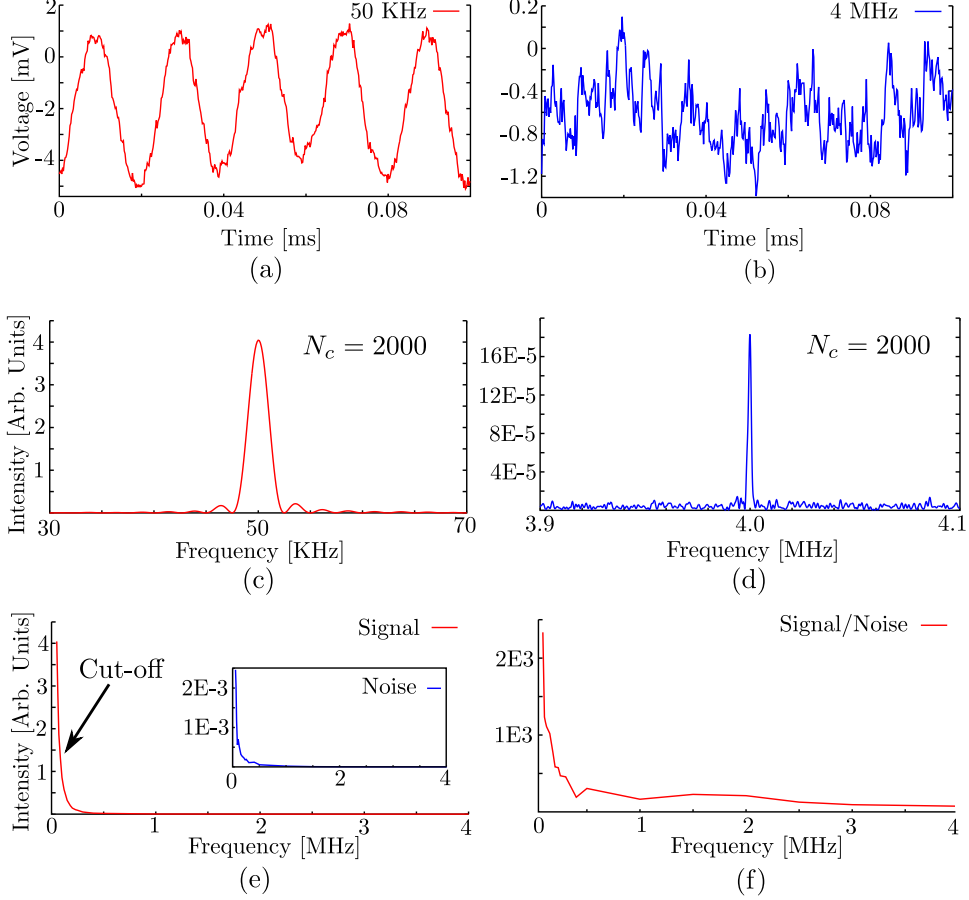 50 KHz
Voltage [mV]
2
0
-2
-4
0
0.04
0.08
Time [ms]
(a)
4 MHz
0.2
0
-0.4
-0.8
-1.2
0
0.04
0.08
Time [ms]
(b)
N_c = 2000
Intensity [Arb. Units]
4
3
2
1
30
50
70
Frequency [KHz]
(c)
N_c = 2000
16E-5
12E-5
8E-5
4E-5
3.9
4.0
4.1
Frequency [MHz]
(d)
Signal
Cut-off
Intensity [Arb. Units]
4
3
2
1
0
1
2
3
4
Frequency [MHz]
Noise
2E-3
1E-3
0
2
4
(e)
Signal/Noise
2E3
1E3
0
1
2
3
4
Frequency [MHz]
(f)